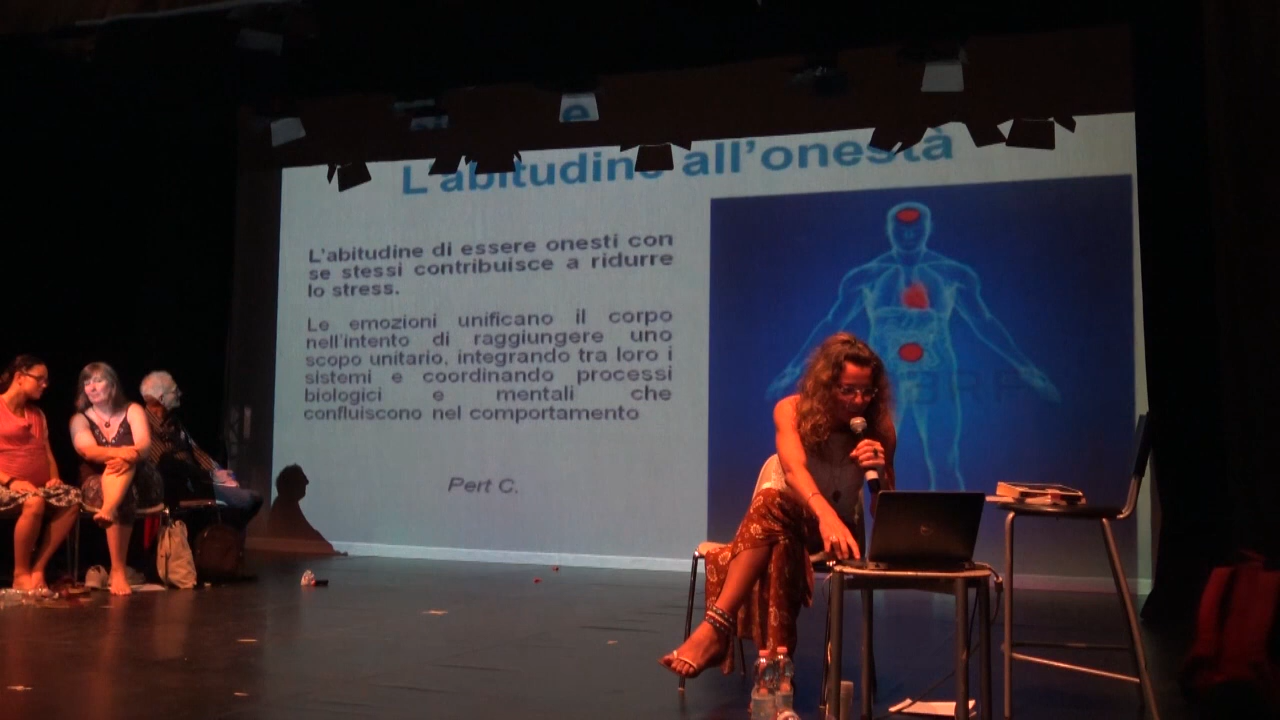 e
L'abitudine all'onestà
L'abitudine di essere onesti con
se stessi contribuisce a ridurre
lo stress.
Le emozioni unificano il corpo
nell'intento di raggiungere uno
scopo unitario, integrando tra loro i
sistemi e coordinando processi
biologici e mentali che
confluiscono nel comportamento
Pert C.